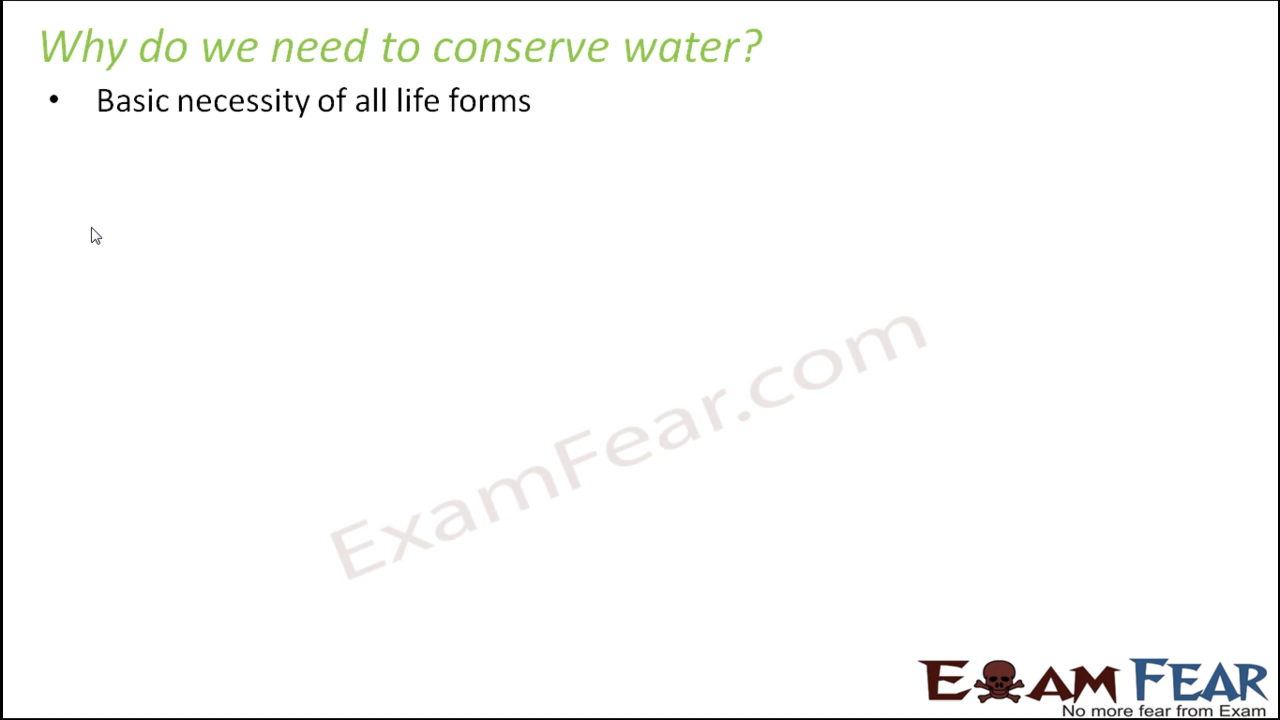 Why do we need to conserve water?
• Basic necessity of all life forms
ExamFear.com
EXAM FEAR
No more fear from Exam